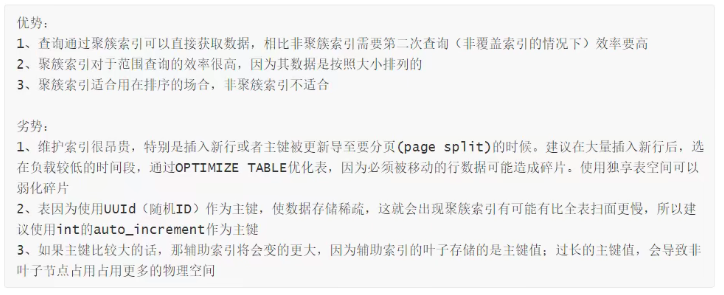 优势：
1、查询通过聚簇索引可以直接获取数据，相比非聚簇索引需要第二次查询（非覆盖索引的情况下）效率要高
2、聚簇索引对于范围查询的效率很高，因为其数据是按照大小排列的
3、聚簇索引适合用在排序的场合，非聚簇索引不适合
劣势：
1、维护索引很昂贵，特别是插入新行或者主键被更新导至要分页(page split)的时候。建议在大量插入新行后，选
在负载较低的时间段，通过OPTIMIZE TABLE优化表，因为必须被移动的行数据可能造成碎片。使用独享表空间可以
弱化碎片
2、表因为使用UUId（随机ID）作为主键，使数据存储稀疏，这就会出现聚簇索引有可能有比全表扫面更慢，所以建
议使用int的auto_increment作为主键
3、如果主键比较大的话，那辅助索引将会变的更大，因为辅助索引的叶子存储的是主键值；过长的主键值，会导致非
叶子节点占用占用更多的物理空间